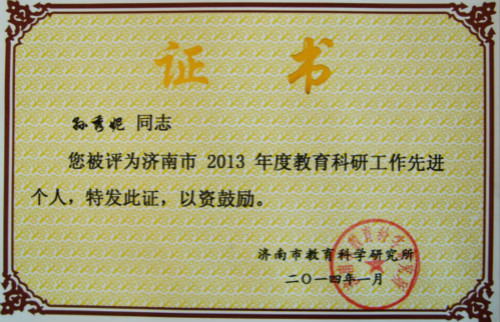 证书
孙秀妮 同志
您被评为济南市 2013 年度教育科研工作先进
个人，特发此证，以资鼓励。
济南市教育科学研究所
二〇一四年一月